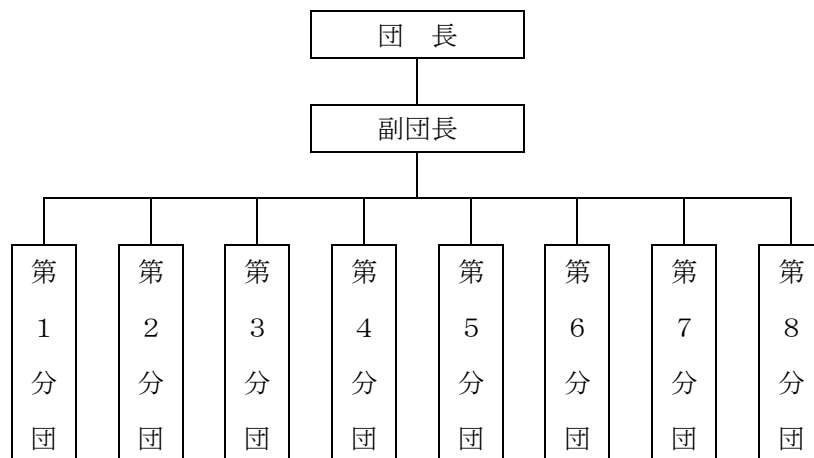 団　長
副団長
第１分団
第２分団
第３分団
第４分団
第５分団
第６分団
第７分団
第８分団